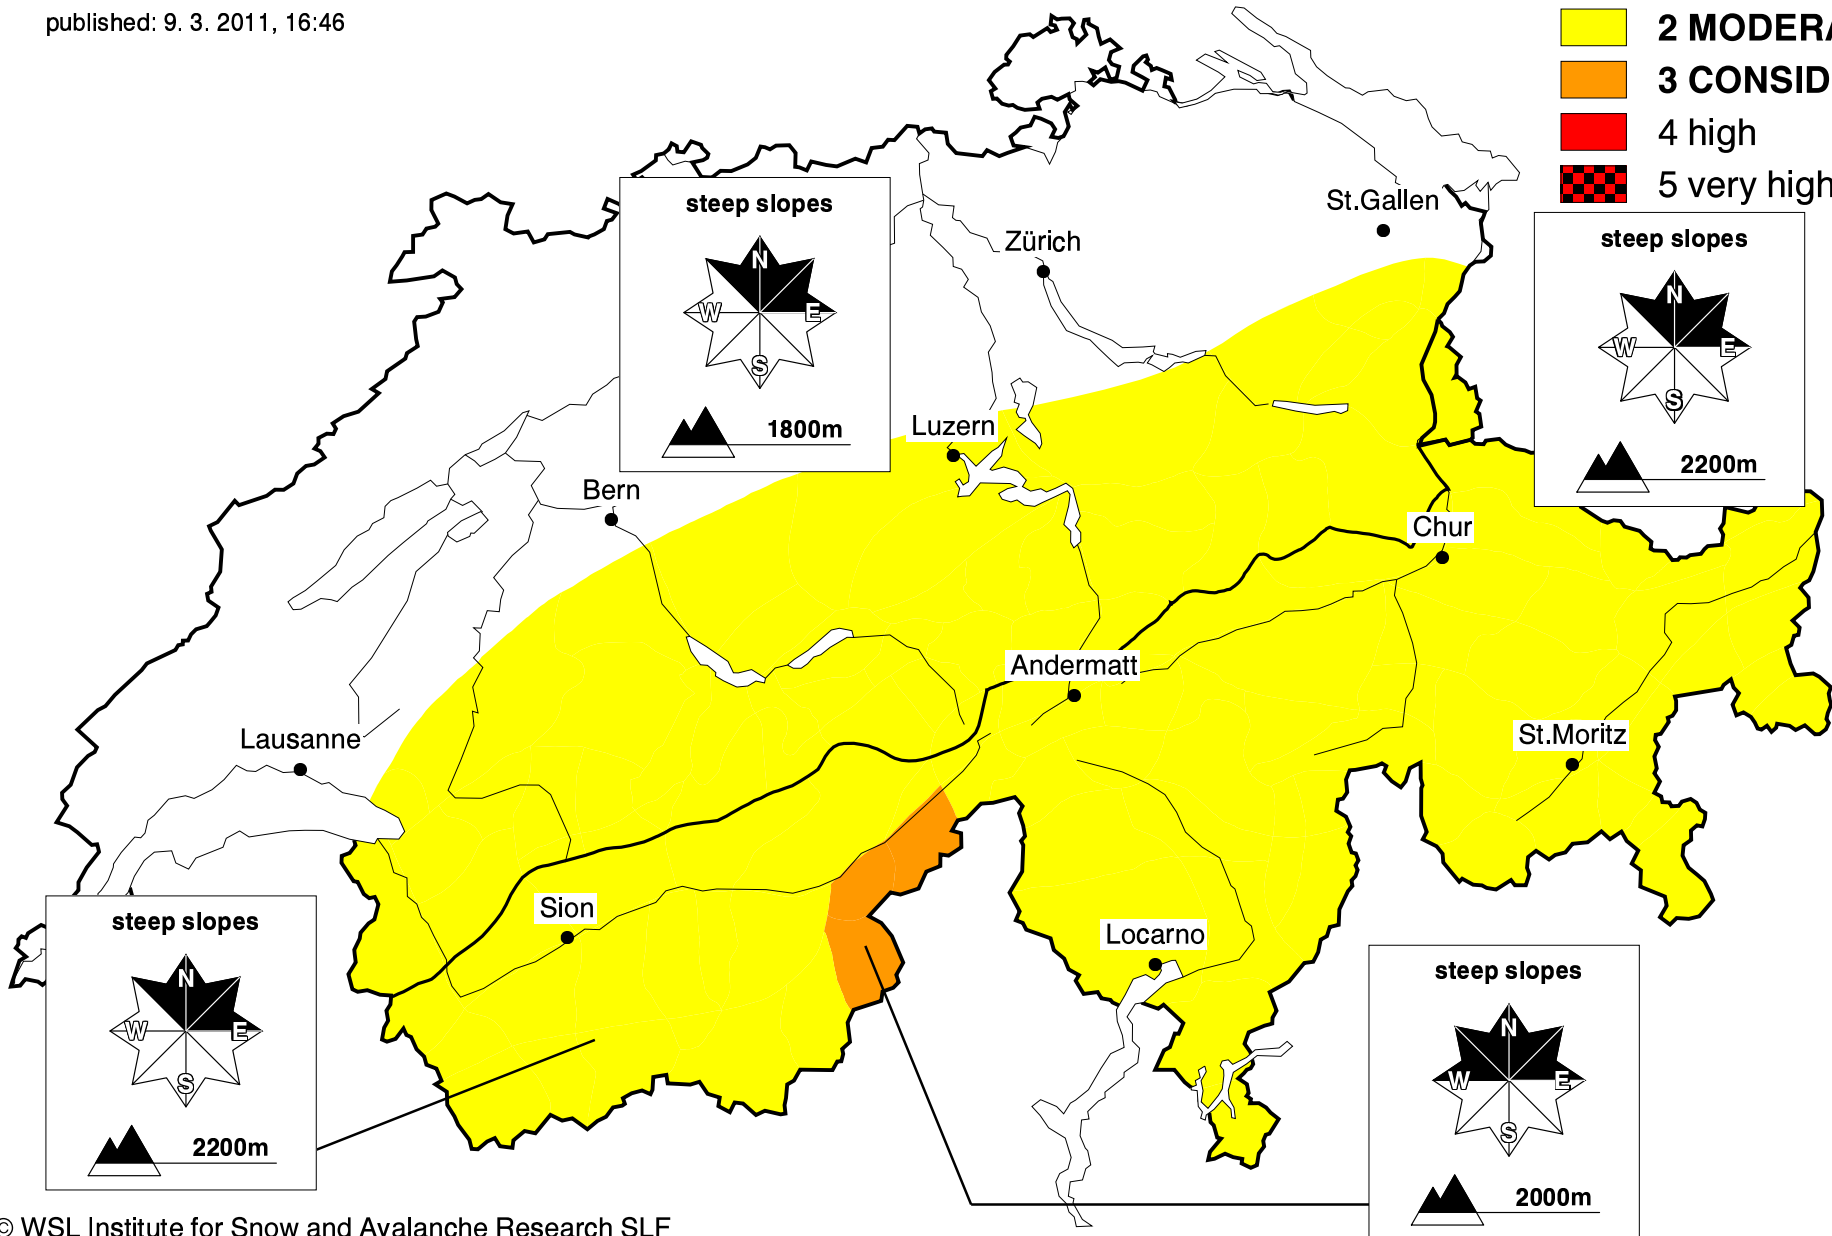 published: 9. 3. 2011, 16:46
2 MODERA
3 CONSID
4 high
5 very high
steep slopes
N
W E
S
1800m
steep slopes
N
W E
S
2200m
St.Gallen
Zürich
Luzern
Bern
Chur
Andermatt
Lausanne
St.Moritz
Sion
Locarno
steep slopes
N
W E
S
2200m
steep slopes
N
W E
S
2000m
© WSL Institute for Snow and Avalanche Research SLF